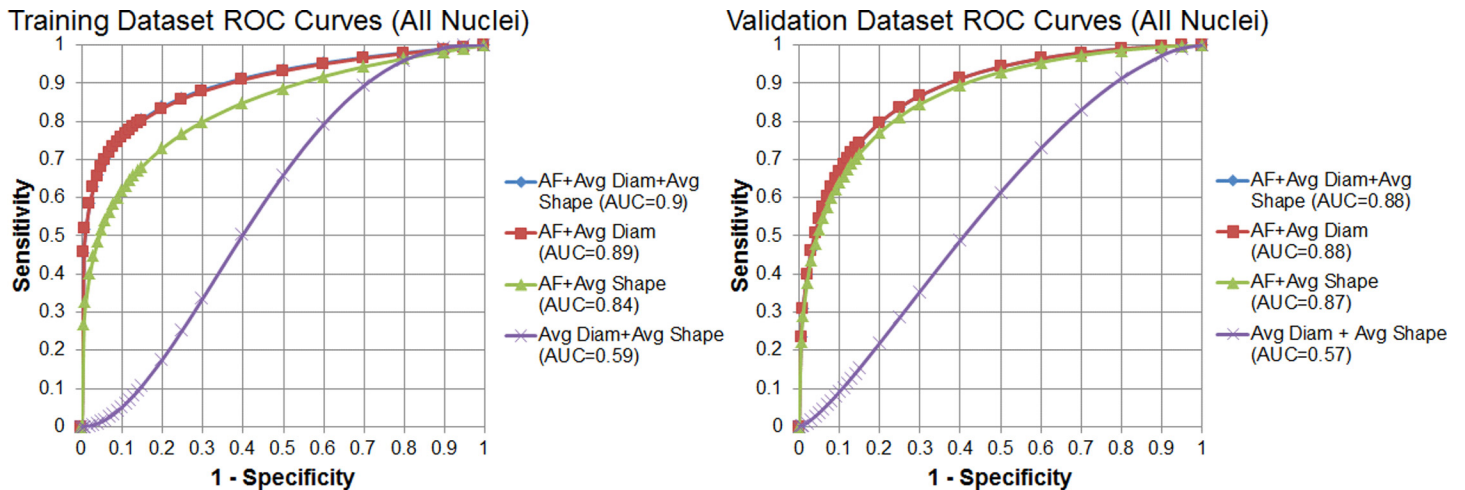 Training Dataset ROC Curves (All Nuclei)
1
0.9
0.8
0.7
0.6
0.5
0.4
0.3
0.2
0.1
0
Sensitivity
0 0.1 0.2 0.3 0.4 0.5 0.6 0.7 0.8 0.9 1
1 - Specificity
AF+Avg Diam+Avg
Shape (AUC=0.9)
AF+Avg Diam
(AUC=0.89)
AF+Avg Shape
(AUC=0.84)
Avg Diam+Avg Shape
(AUC=0.59)
Validation Dataset ROC Curves (All Nuclei)
1
0.9
0.8
0.7
0.6
0.5
0.4
0.3
0.2
0.1
0
Sensitivity
0 0.1 0.2 0.3 0.4 0.5 0.6 0.7 0.8 0.9 1
1 - Specificity
AF+Avg Diam+Avg
Shape (AUC=0.88)
AF+Avg Diam
(AUC=0.88)
AF+Avg Shape
(AUC=0.87)
Avg Diam + Avg Shape
(AUC=0.57)